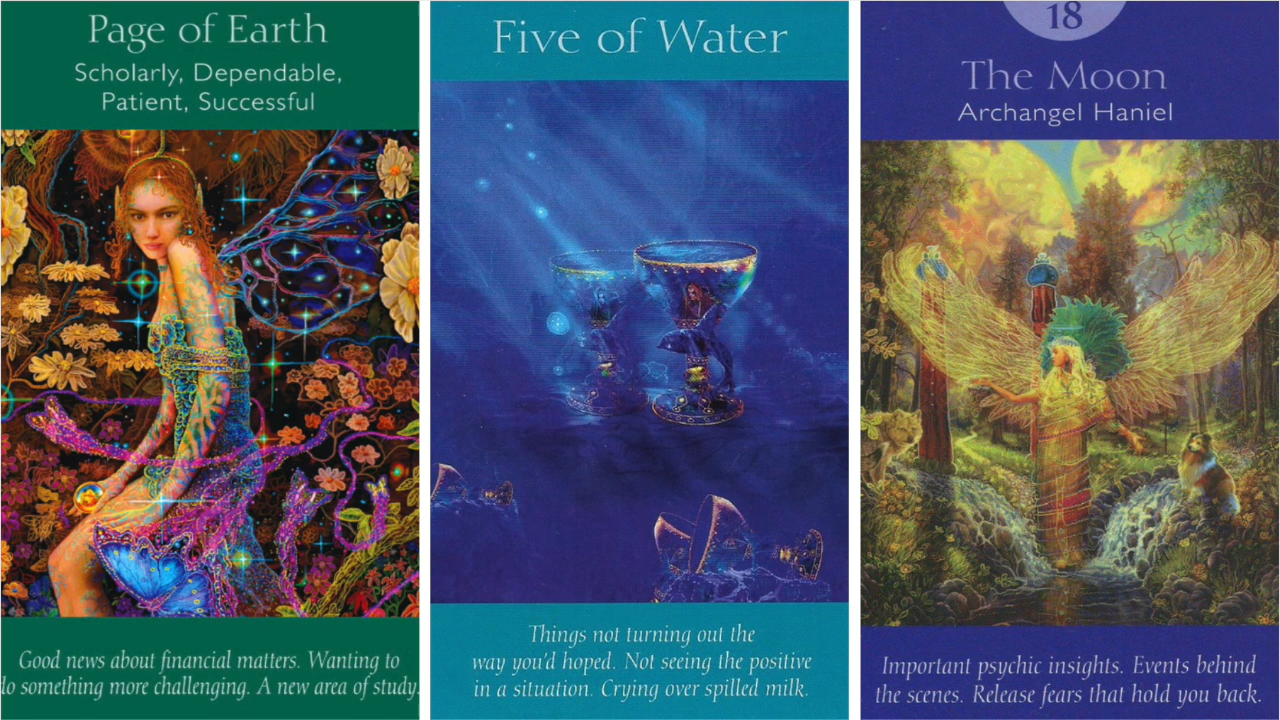 Page of Earth
Scholarly, Dependable,
Patient, Successful
Good news about financial matters. Wanting to
do something more challenging. A new area of study.
Five of Water
Things not turning out the
way you'd hoped. Not seeing the positive
in a situation. Crying over spilled milk.
18
The Moon
Archangel Haniel
Important psychic insights. Events behind
the scenes. Release fears that hold you back.